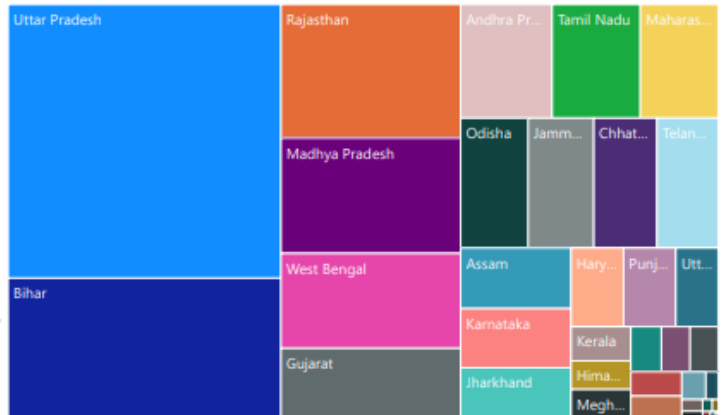 Uttar Pradesh
Bihar
Rajasthan
Madhya Pradesh
West Bengal
Gujarat
Andhra Pr...
Tamil Nadu
Maharas...
Odisha
Jamm...
Chhat...
Telan...
Assam
Karnataka
Jharkhand
Hary...
Punj...
Utt...
Kerala
Hima...
Megh...